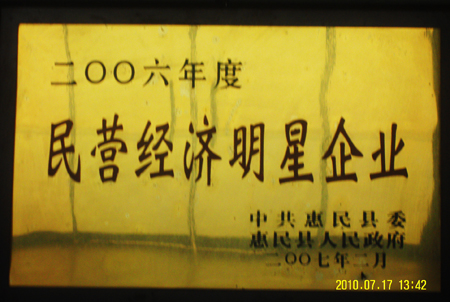 二〇〇六年度
民营经济明星企业
中共惠民县委
惠民县人民政府
二〇〇七年二月
2010.07.17 13:42